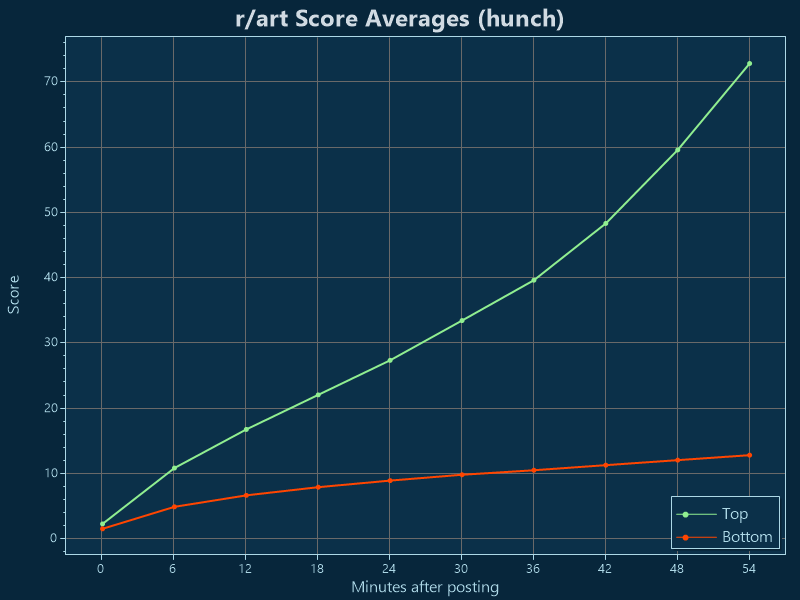 r/art Score Averages (hunch)
Score
70
60
50
40
30
20
10
0
Top
Bottom
0 6 12 18 24 30 36 42 48 54
Minutes after posting